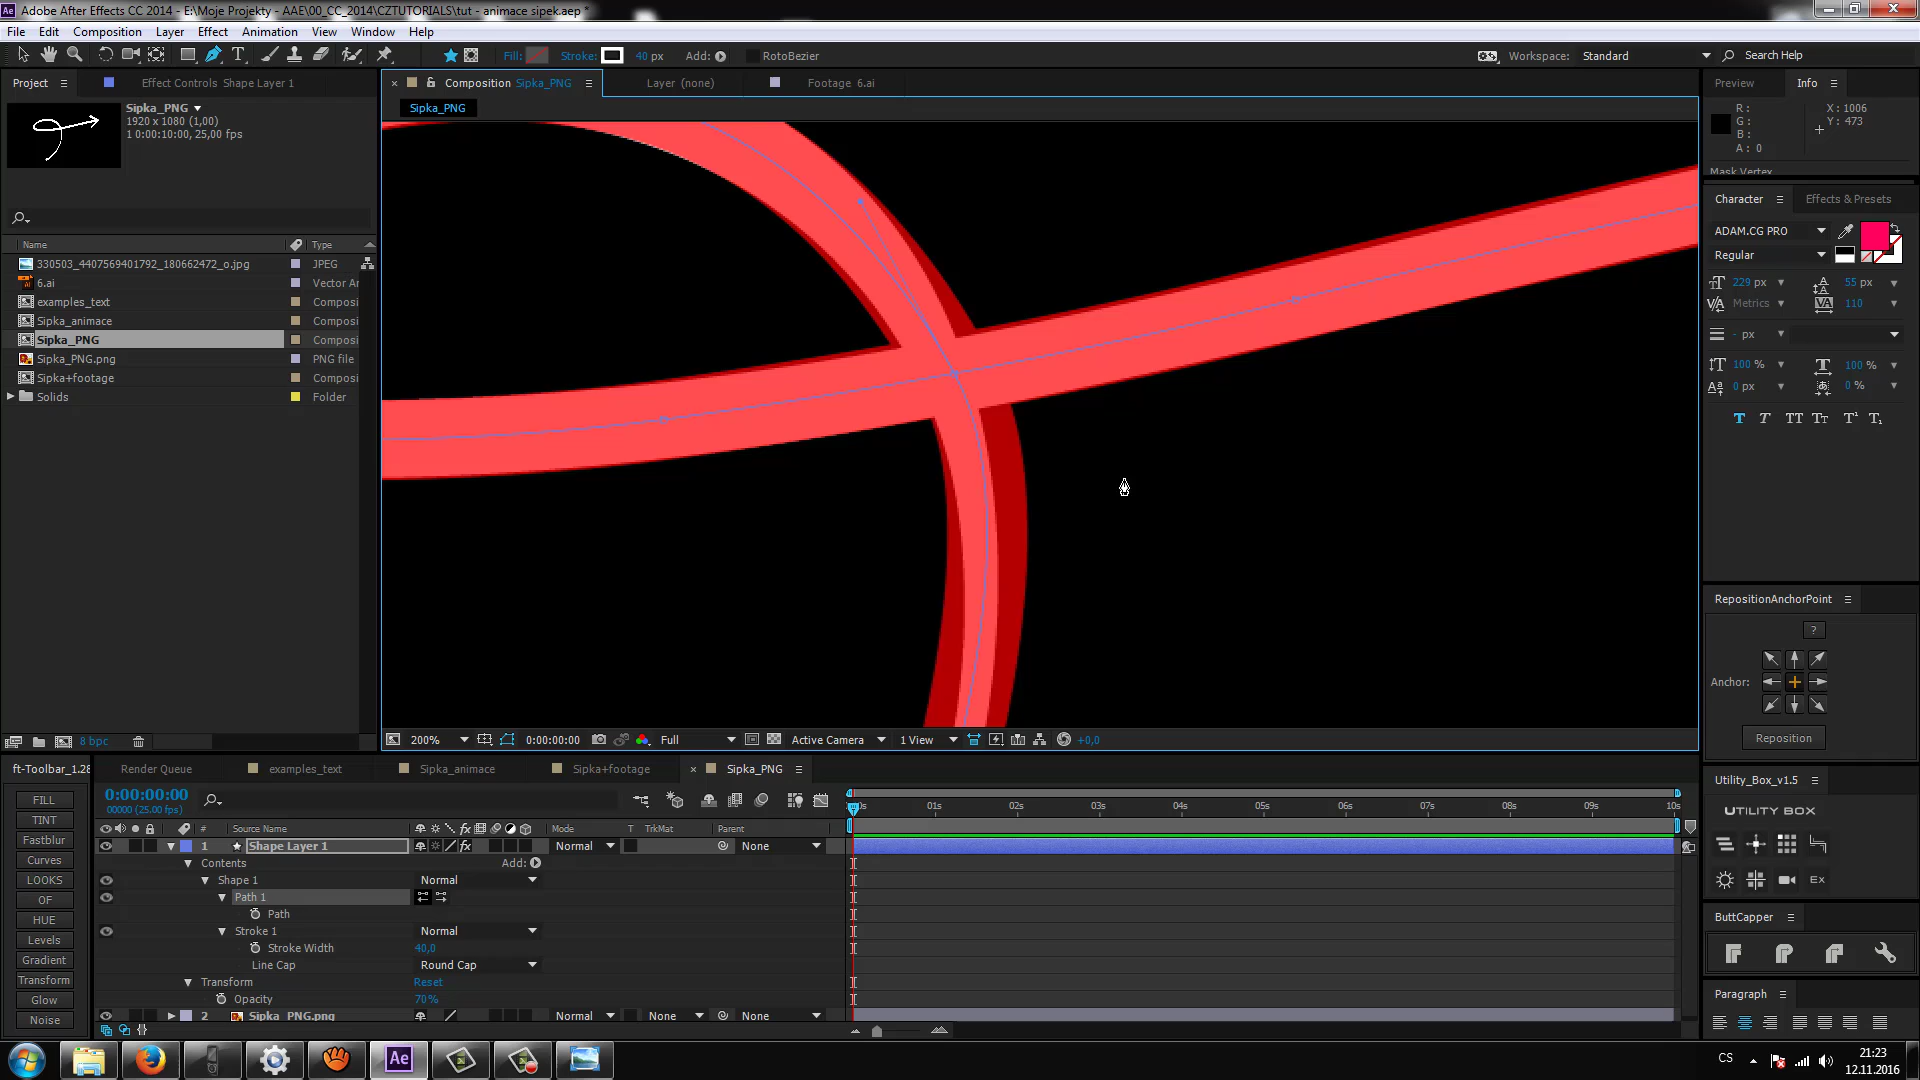 Adobe After Effects CC 2014 - E:\Moje Projekty - AAE\00_CC_2014\CZTUTORIALS\tut - animace sipek.aep *
File Edit Composition Layer Effect Animation View Window Help
Fill: Stroke: 40 px Add: RotoBezier Workspace: Standard Search Help
Project Effect Controls Shape Layer 1 Composition Sipka_PNG Layer (none) Footage 6.ai Preview Info
Sipka_PNG
1920 x 1080 (1,00)
1 0:00:10:00, 25,00 fps
Sipka_PNG
R: X: 1006
G: Y: 473
B:
A: 0
Mask Vertex
Character Effects & Presets
ADAM.CG PRO
Regular
229 px 55 px
Metrics 110
- px
100 % 100 %
0 px 0 %
Name Type
330503_4407569401792_180662472_o.jpg JPEG
6.ai Vector Ar
examples_text Composi
Sipka_animace Composi
Sipka_PNG Composi
Sipka_PNG.png PNG file
Sipka+footage Composi
Solids Folder
RepositionAnchorPoint
?
Anchor:
Reposition
8 bpc
200% 0:00:00:00 Full Active Camera 1 View +0,0
ft-Toolbar_1.28 Render Queue examples_text Sipka_animace Sipka+footage Sipka_PNG
Utility_Box_v1.5
UTILITY BOX
EX
ButtCapper
Paragraph
FILL
TINT
Fastblur
Curves
LOOKS
OF
HUE
Levels
Gradient
Transform
Glow
Noise
0:00:00:00
00000 (25.00 fps)
01s 02s 03s 04s 05s 06s 07s 08s 09s 10s
# Source Name Mode T TrkMat Parent
1 Shape Layer 1 Normal None
Contents Add:
Shape 1 Normal
Path 1
Path
Stroke 1 Normal
Stroke Width 40,0
Line Cap Round Cap
Transform Reset
Opacity 70%
2 Sipka_PNG.png Normal None None
CS 21:23
12.11.2016